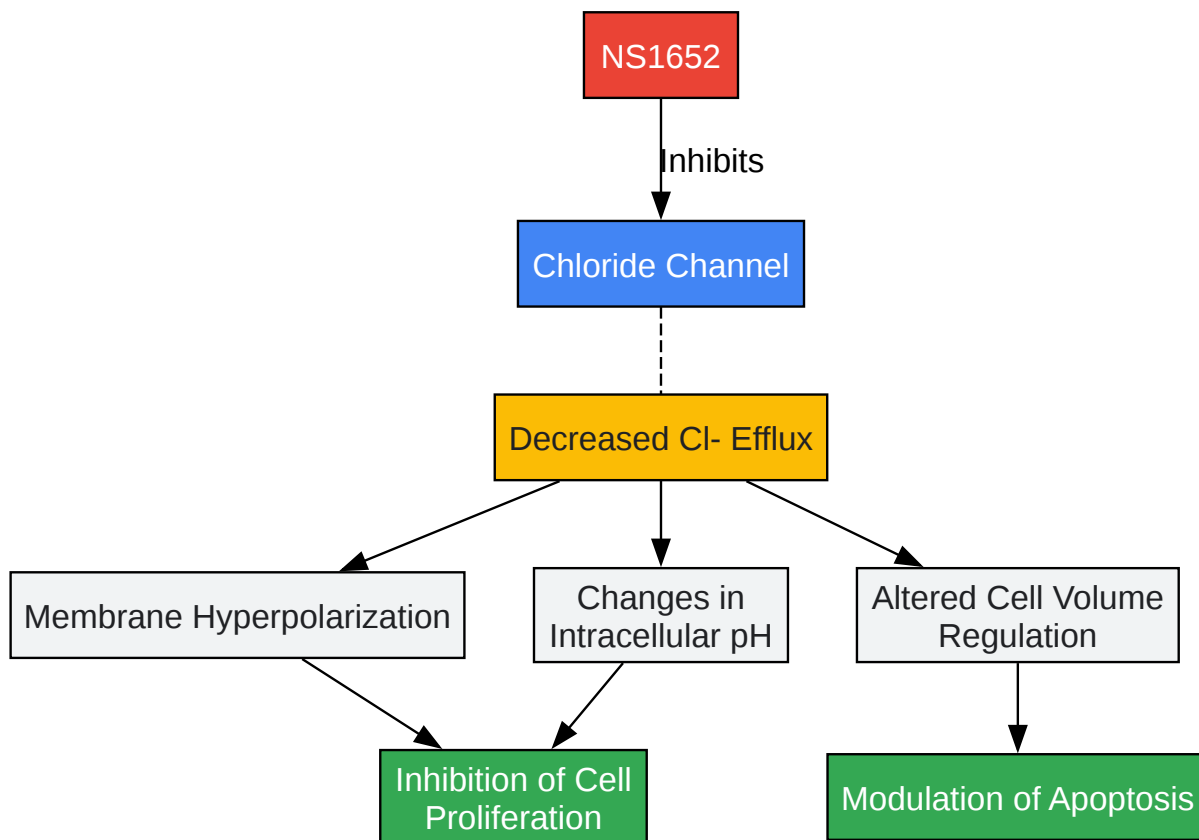 NS1652
Inhibits
Chloride Channel
Decreased Cl- Efflux
Membrane Hyperpolarization
Changes in
Intracellular pH
Altered Cell Volume
Regulation
Inhibition of Cell
Proliferation
Modulation of Apoptosis